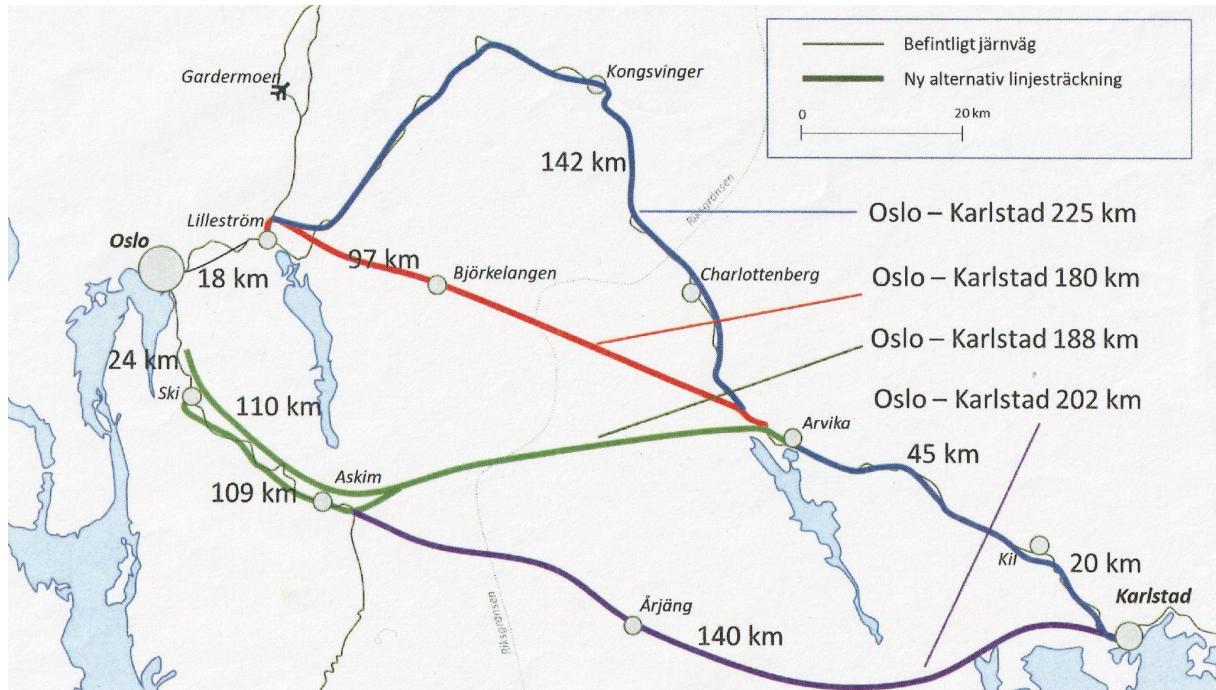 Befintligt järnväg
Ny alternativ linjesträckning
0
20 km
Gardermoen
Kongsvinger
142 km
Riksgränsen
Lilleström
Oslo
18 km
97 km
Björkelangen
Charlottenberg
Oslo – Karlstad 225 km
Oslo – Karlstad 180 km
Oslo – Karlstad 188 km
Oslo – Karlstad 202 km
24 km
Ski
110 km
Askim
109 km
Arvika
45 km
Kil
20 km
Karlstad
Riksgränsen
Årjäng
140 km